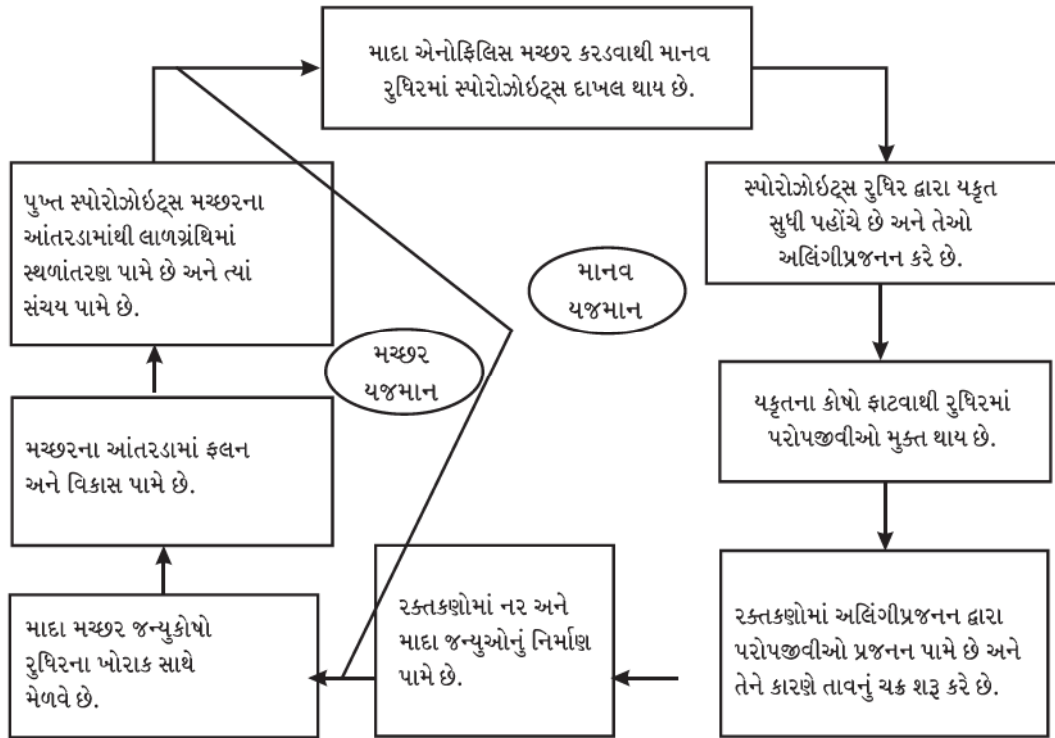 માદા એનોફિલિસ મચ્છર કરડવાથી માનવ
રુધિરમાં સ્પોરોઝોઇટ્સ દાખલ થાય છે.
સ્પોરોઝોઇટ્સ રુધિર દ્વારા યકૃત
સુધી પહોંચે છે અને તેઓ
અલિંગીપ્રજનન કરે છે.
યકૃતના કોષો ફાટવાથી રુધિરમાં
પરોપજીવીઓ મુક્ત થાય છે.
રક્તકણોમાં અલિંગીપ્રજનન દ્વારા
પરોપજીવીઓ પ્રજનન પામે છે અને
તેને કારણે તાવનું ચક્ર શરૂ કરે છે.
રક્તકણોમાં નર અને
માદા જન્યુઓનું નિર્માણ
પામે છે.
માદા મચ્છર જન્યુકોષો
રુધિરના ખોરાક સાથે
મેળવે છે.
મચ્છરના આંતરડામાં ફલન
અને વિકાસ પામે છે.
પુખ્ત સ્પોરોઝોઇટ્સ મચ્છરના
આંતરડામાંથી લાળગ્રંથિમાં
સ્થળાંતરણ પામે છે અને ત્યાં
સંચય પામે છે.
માનવ
યજમાન
મચ્છર
યજમાન